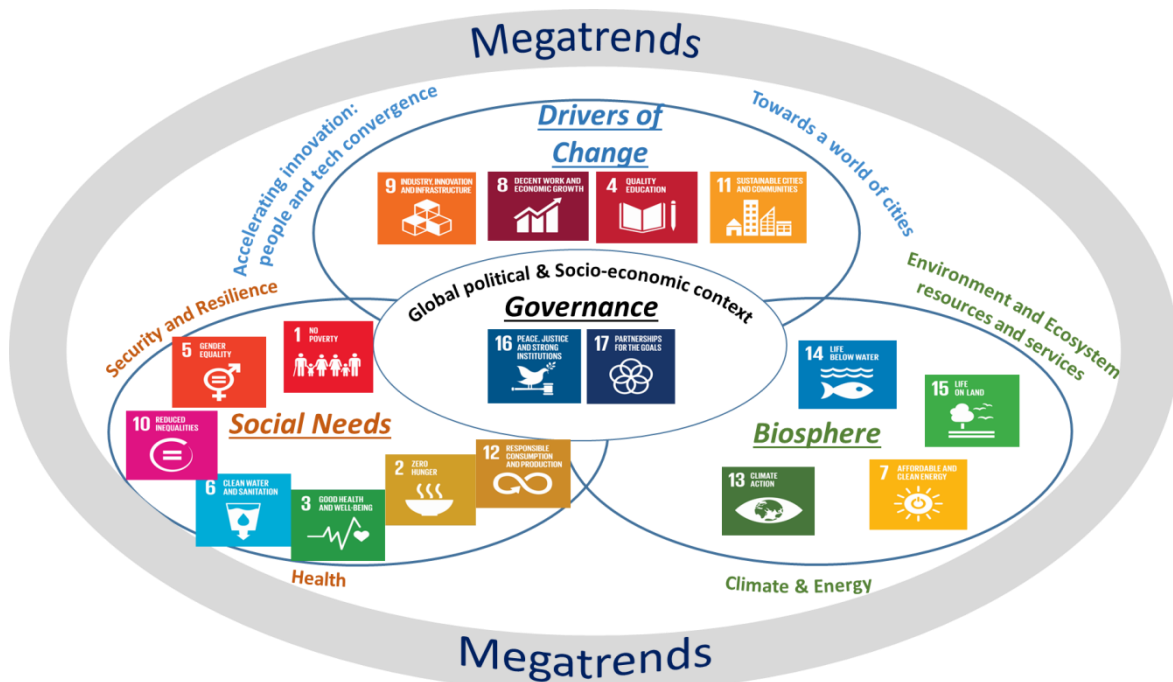 Megatrends
Accelerating innovation:
people and tech convergence
Drivers of
Change
Towards a world of cities
9 INDUSTRY, INNOVATION
AND INFRASTRUCTURE
8 DECENT WORK AND
ECONOMIC GROWTH
4 QUALITY
EDUCATION
11 SUSTAINABLE CITIES
AND COMMUNITIES
Global political & Socio-economic context
Governance
16 PEACE, JUSTICE
AND STRONG
INSTITUTIONS
17 PARTNERSHIPS
FOR THE GOALS
Security and Resilience
5 GENDER
EQUALITY
1 NO
POVERTY
10 REDUCED
INEQUALITIES
Social Needs
6 CLEAN WATER
AND SANITATION
3 GOOD HEALTH
AND WELL-BEING
2 ZERO
HUNGER
12 RESPONSIBLE
CONSUMPTION
AND PRODUCTION
Health
Environment and Ecosystem
resources and services
14 LIFE
BELOW WATER
15 LIFE
ON LAND
Biosphere
13 CLIMATE
ACTION
7 AFFORDABLE AND
CLEAN ENERGY
Climate & Energy
Megatrends